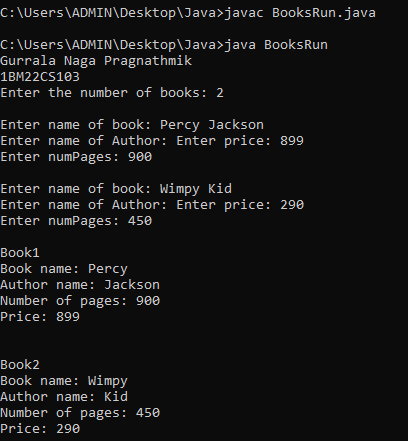 C:\Users\ADMIN\Desktop\Java>javac BooksRun.java
C:\Users\ADMIN\Desktop\Java>java BooksRun
Gurrala Naga Pragnathmik
1BM22CS103
Enter the number of books: 2
Enter name of book: Percy Jackson
Enter name of Author: Enter price: 899
Enter numPages: 900
Enter name of book: Wimpy Kid
Enter name of Author: Enter price: 290
Enter numPages: 450
Book1
Book name: Percy
Author name: Jackson
Number of pages: 900
Price: 899
Book2
Book name: Wimpy
Author name: Kid
Number of pages: 450
Price: 290